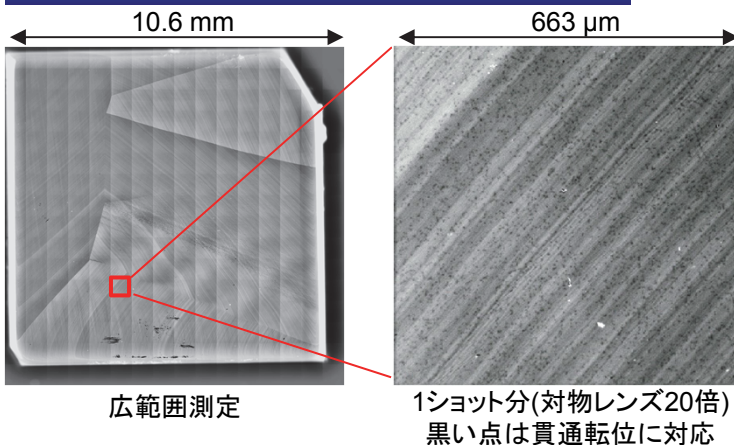 10.6 mm
663 µm
広範囲測定
1ショット分(対物レンズ20倍)
黒い点は貫通転位に対応